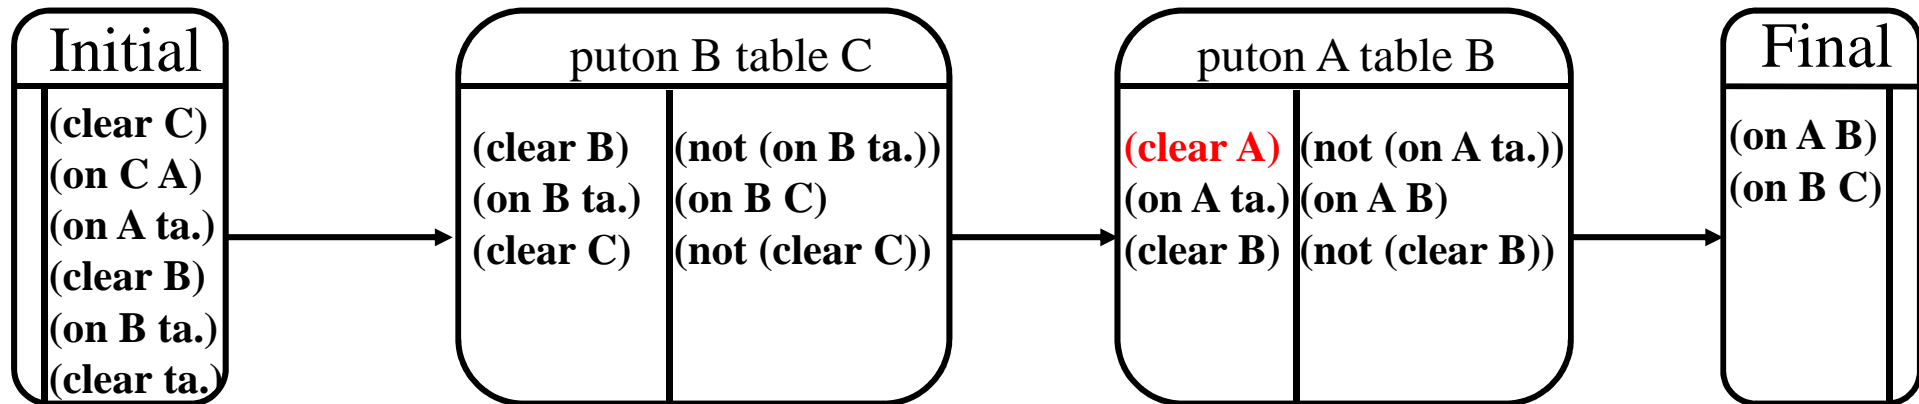 Initial
(clear C)
(on C A)
(on A ta.)
(clear B)
(on B ta.)
(clear ta.)
puton B table C
(clear B)
(on B ta.)
(clear C)
(not (on B ta.))
(on B C)
(not (clear C))
puton A table B
(clear A)
(on A ta.)
(clear B)
(not (on A ta.))
(on A B)
(not (clear B))
Final
(on A B)
(on B C)